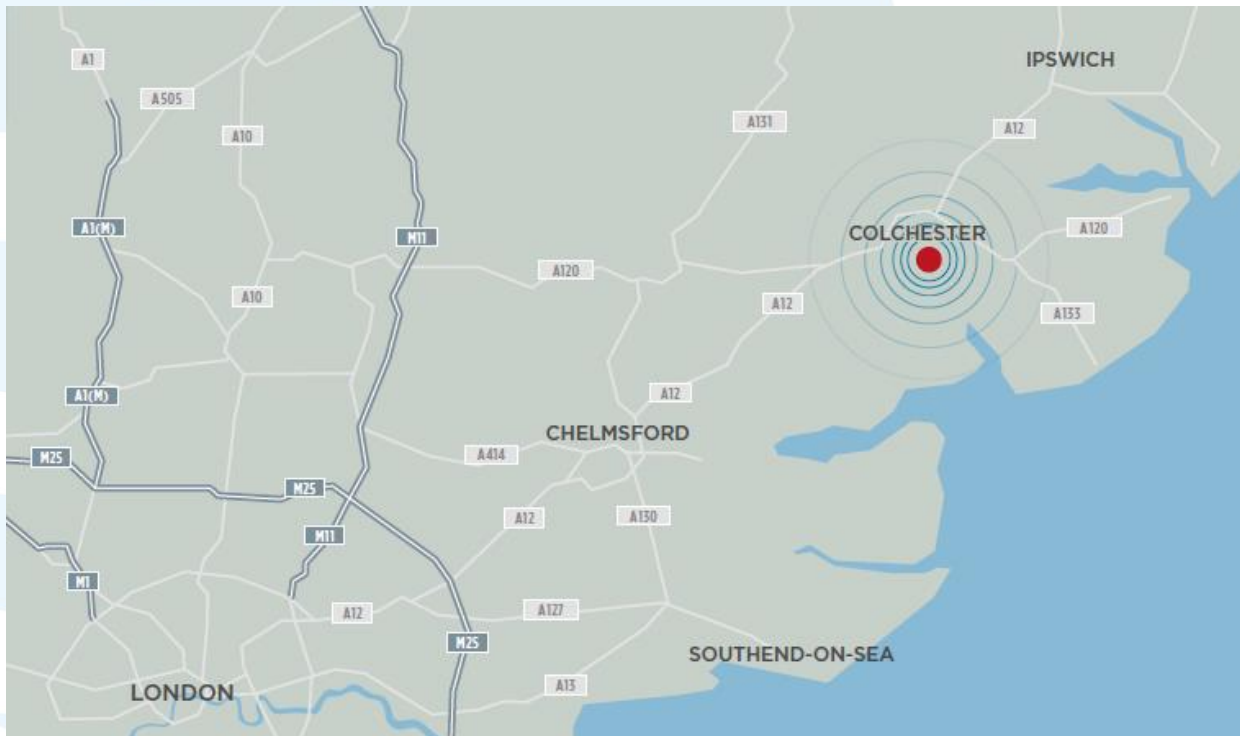 IPSWICH
A1
A505
A131
A12
A10
A1(M)
COLCHESTER
A120
M11
A120
A10
A12
A133
A1(M)
A12
CHELMSFORD
M25
A414
M25
A12
A130
M11
M1
A12
A127
M25
SOUTHEND-ON-SEA
A13
LONDON